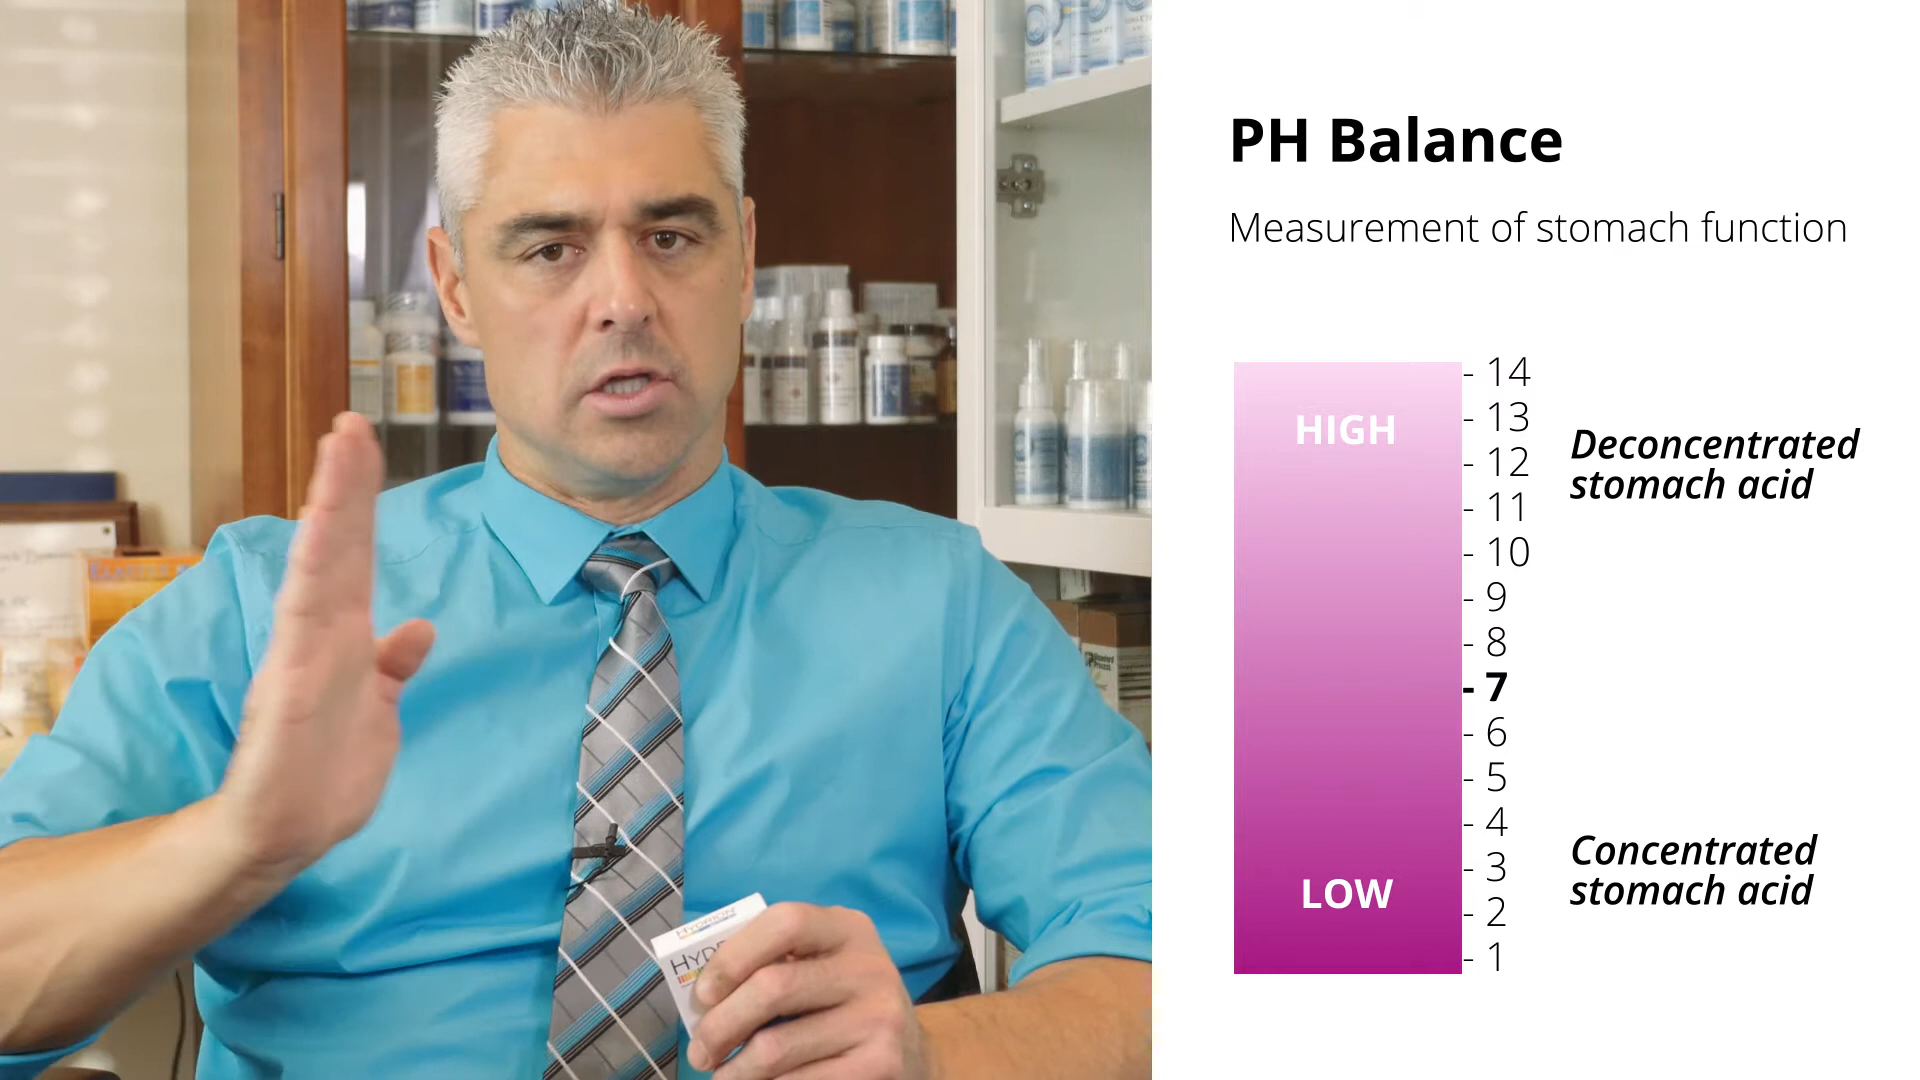 PH Balance
Measurement of stomach function
HIGH
LOW
- 14
- 13
- 12
- 11
- 10
- 9
- 8
- 7
- 6
- 5
- 4
- 3
- 2
- 1
Deconcentrated
stomach acid
Concentrated
stomach acid
HYDRION